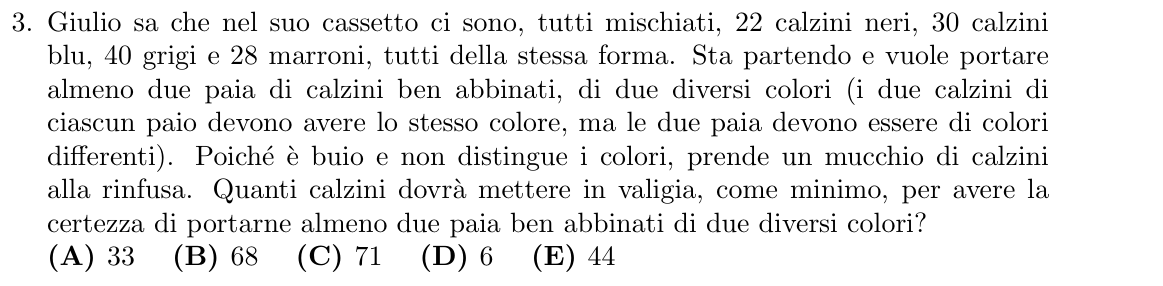 3. Giulio sa che nel suo cassetto ci sono, tutti mischiati, 22 calzini neri, 30 calzini
blu, 40 grigi e 28 marroni, tutti della stessa forma. Sta partendo e vuole portare
almeno due paia di calzini ben abbinati, di due diversi colori (i due calzini di
ciascun paio devono avere lo stesso colore, ma le due paia devono essere di colori
differenti). Poiché è buio e non distingue i colori, prende un mucchio di calzini
alla rinfusa. Quanti calzini dovrà mettere in valigia, come minimo, per avere la
certezza di portarne almeno due paia ben abbinati di due diversi colori?
(A) 33 (B) 68 (C) 71 (D) 6 (E) 44